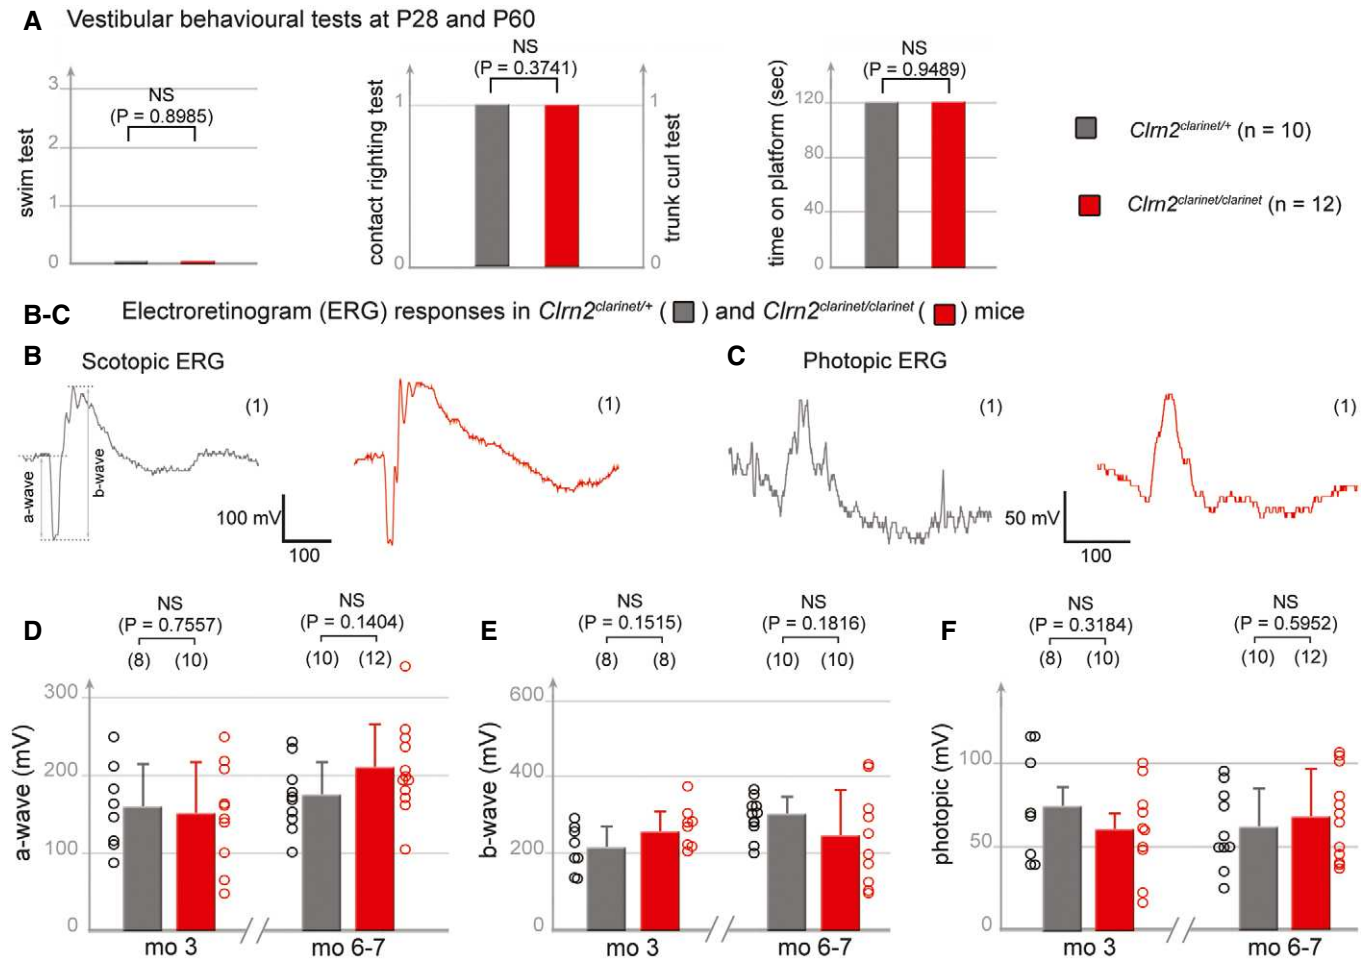 A Vestibular behavioural tests at P28 and P60
swim test
3
2
1
0
NS
(P = 0.8985)
contact righting test
1
0
NS
(P = 0.3741)
1
0
trunk curl test
time on platform (sec)
120
80
40
0
NS
(P = 0.9489)
Clrn2clarinet/+ (n = 10)
Clrn2clarinet/clarinet (n = 12)
B-C Electroretinogram (ERG) responses in Clrn2clarinet/+ ( ) and Clrn2clarinet/clarinet ( ) mice
B Scotopic ERG
a-wave
b-wave
(1)
100 mV
100
(1)
C Photopic ERG
(1)
50 mV
100
(1)
D
a-wave (mV)
300
200
100
0
NS
(P = 0.7557)
(8) (10)
NS
(P = 0.1404)
(10) (12)
mo 3 mo 6-7
E
b-wave (mV)
600
400
200
0
NS
(P = 0.1515)
(8) (8)
NS
(P = 0.1816)
(10) (10)
mo 3 mo 6-7
F
photopic (mV)
100
50
0
NS
(P = 0.3184)
(8) (10)
NS
(P = 0.5952)
(10) (12)
mo 3 mo 6-7